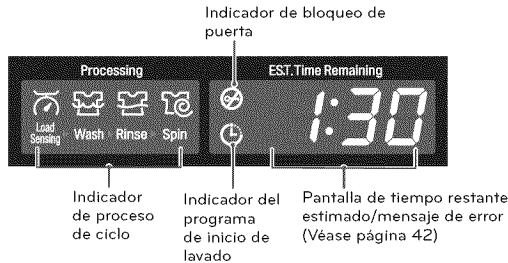 Indicador de bloqueo de
puerta
Processing
EST. Time Remaining
1:30
Load
Sensing
Wash
Rinse
Spin
Indicador
de proceso
de ciclo
Indicador del
programa
de inicio de
lavado
Pantalla de tiempo restante
estimado/mensaje de error
(Véase página 42)